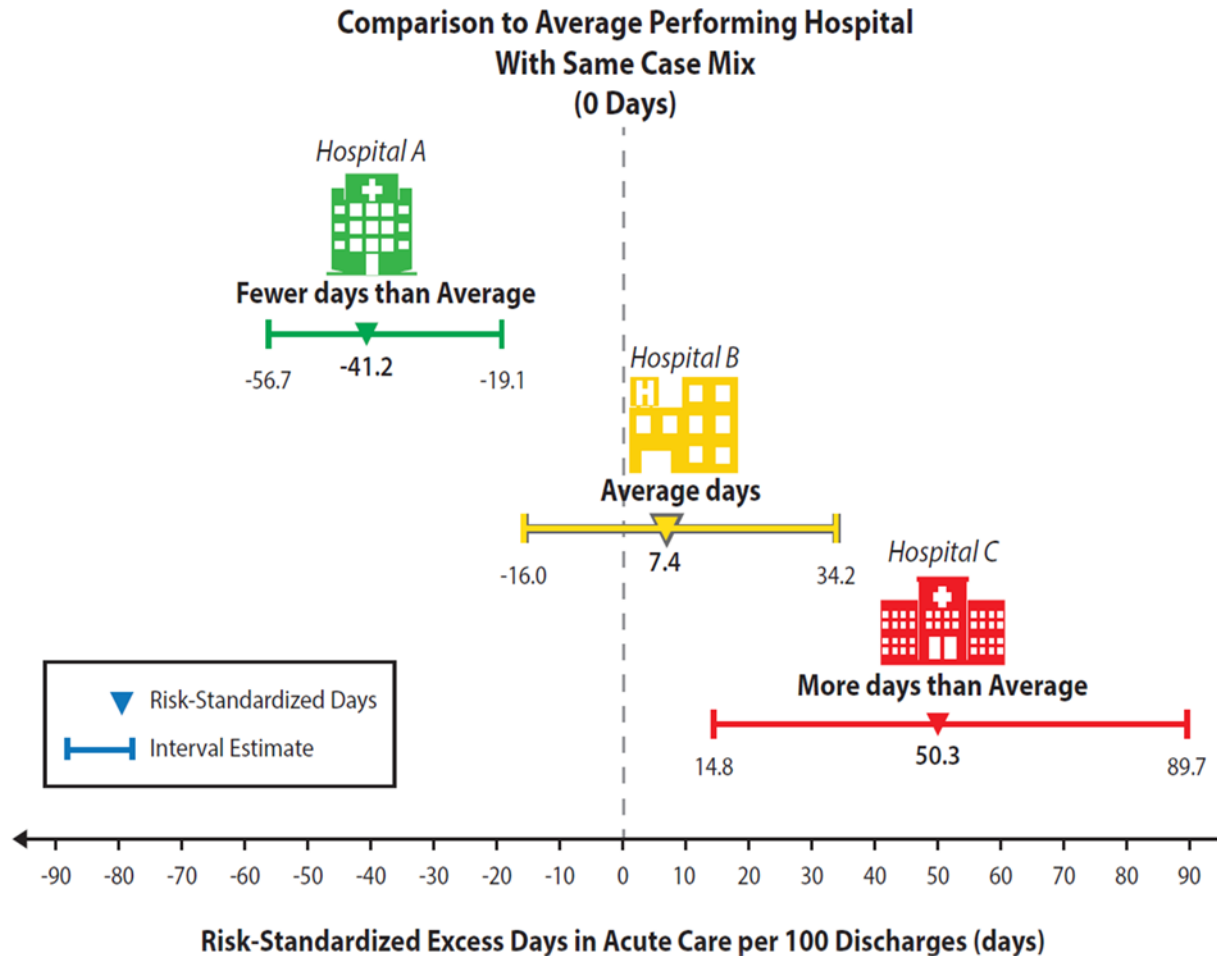 Comparison to Average Performing Hospital
With Same Case Mix
(0 Days)
Hospital A
Fewer days than Average
-56.7
-41.2
-19.1
Hospital B
H
Average days
-16.0
7.4
34.2
Hospital C
More days than Average
14.8
50.3
89.7
Risk-Standardized Days
Interval Estimate
-90 -80 -70 -60 -50 -40 -30 -20 -10 0 10 20 30 40 50 60 70 80 90
Risk-Standardized Excess Days in Acute Care per 100 Discharges (days)